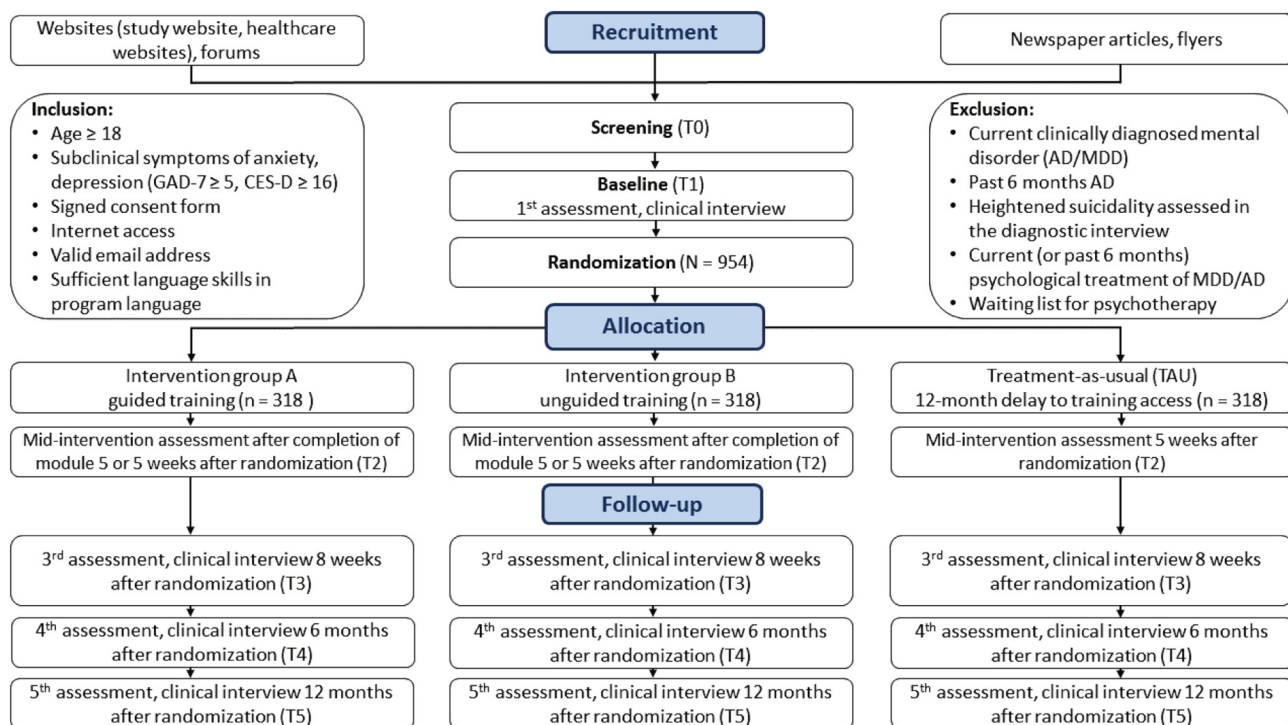 Websites (study website, healthcare
websites), forums
Recruitment
Newspaper articles, flyers
Inclusion:
• Age ≥ 18
• Subclinical symptoms of anxiety,
depression (GAD-7 ≥ 5, CES-D ≥ 16)
• Signed consent form
• Internet access
• Valid email address
• Sufficient language skills in
program language
Screening (T0)
Baseline (T1)
1st assessment, clinical interview
Randomization (N = 954)
Exclusion:
• Current clinically diagnosed mental
disorder (AD/MDD)
• Past 6 months AD
• Heightened suicidality assessed in
the diagnostic interview
• Current (or past 6 months)
psychological treatment of MDD/AD
• Waiting list for psychotherapy
Allocation
Intervention group A
guided training (n = 318 )
Intervention group B
unguided training (n = 318)
Treatment-as-usual (TAU)
12-month delay to training access (n = 318)
Mid-intervention assessment after completion of
module 5 or 5 weeks after randomization (T2)
Mid-intervention assessment after completion of
module 5 or 5 weeks after randomization (T2)
Mid-intervention assessment 5 weeks after
randomization (T2)
Follow-up
3rd assessment, clinical interview 8 weeks
after randomization (T3)
3rd assessment, clinical interview 8 weeks
after randomization (T3)
3rd assessment, clinical interview 8 weeks
after randomization (T3)
4th assessment, clinical interview 6 months
after randomization (T4)
4th assessment, clinical interview 6 months
after randomization (T4)
4th assessment, clinical interview 6 months
after randomization (T4)
5th assessment, clinical interview 12 months
after randomization (T5)
5th assessment, clinical interview 12 months
after randomization (T5)
5th assessment, clinical interview 12 months
after randomization (T5)